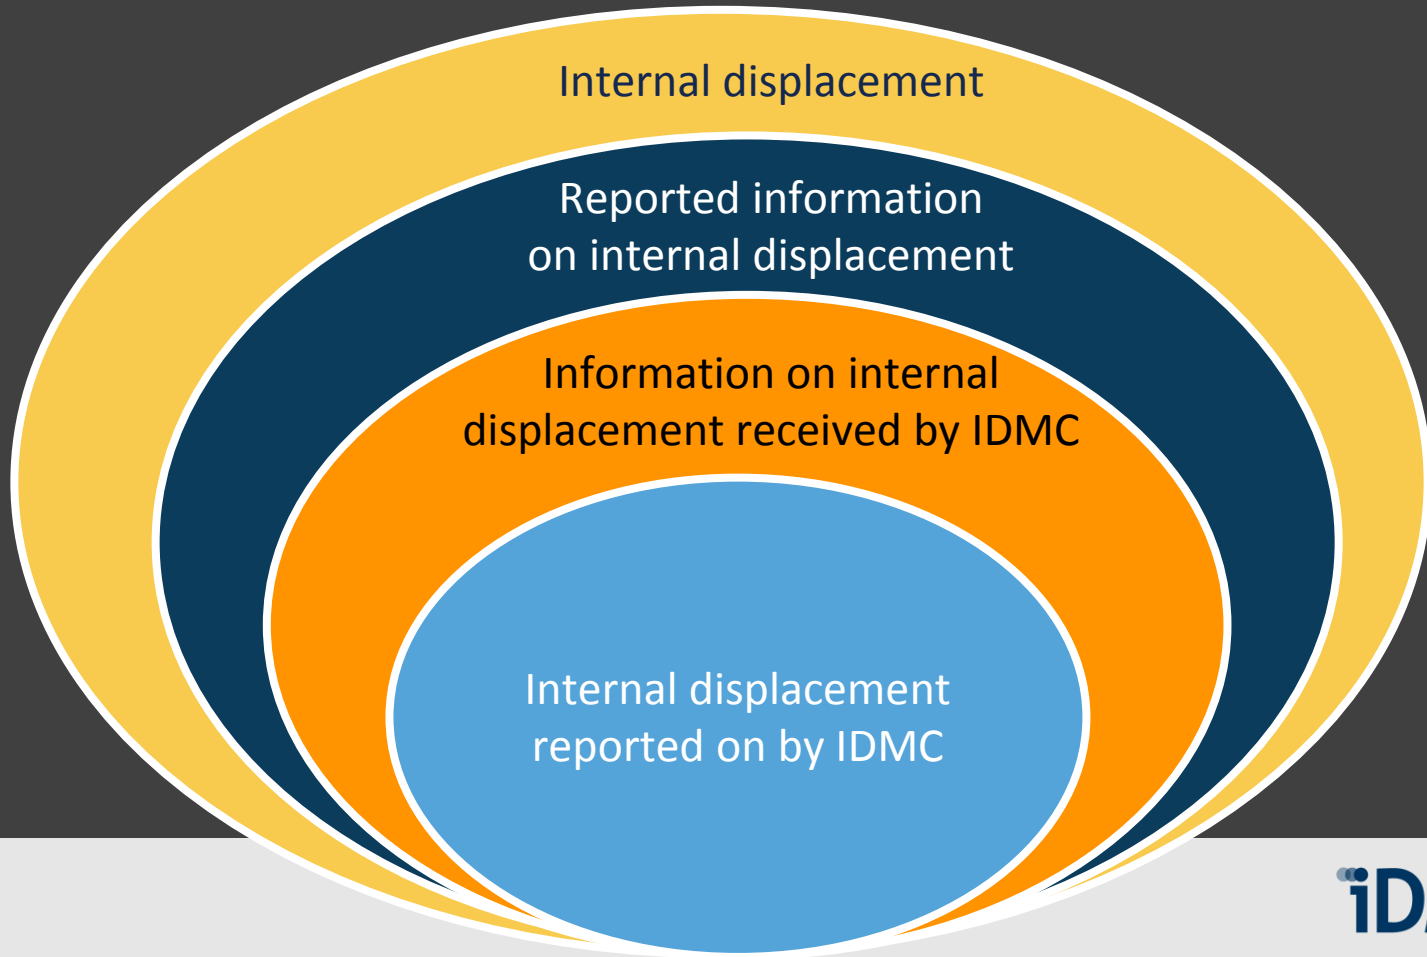 Internal displacement
Reported information
on internal displacement
Information on internal
displacement received by IDMC
Internal displacement
reported on by IDMC